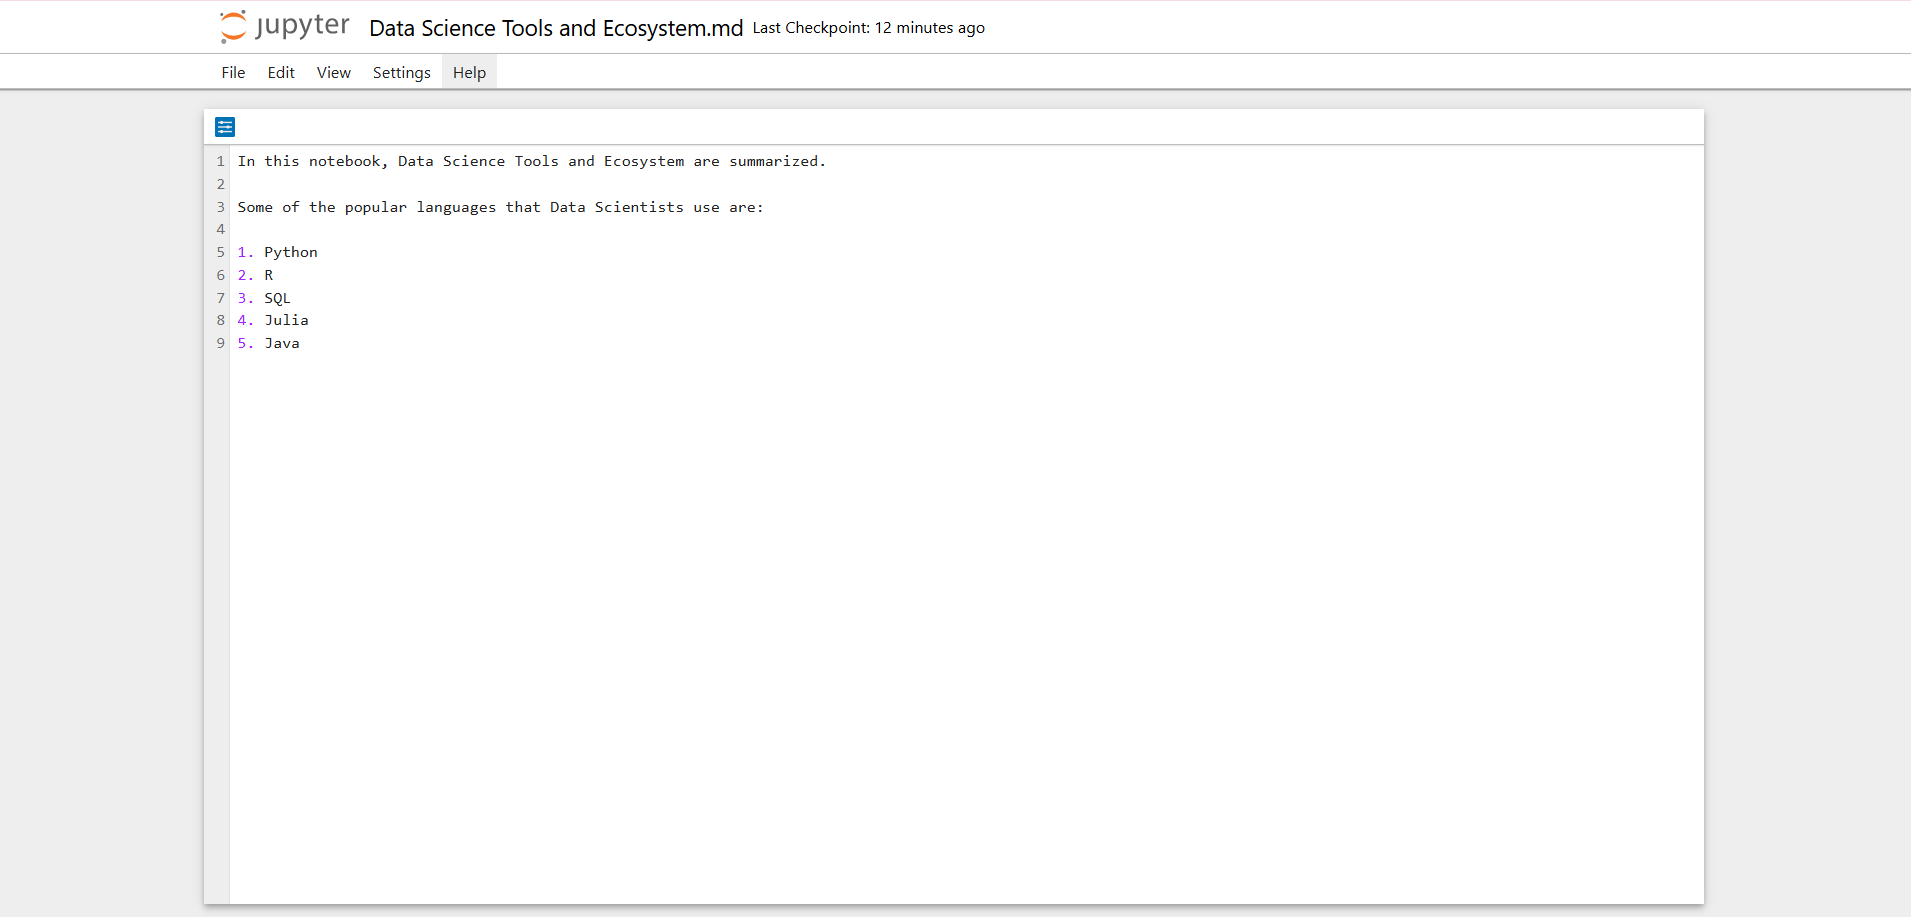 jupyter Data Science Tools and Ecosystem.md Last Checkpoint: 12 minutes ago
File Edit View Settings Help
1 In this notebook, Data Science Tools and Ecosystem are summarized.
2
3 Some of the popular languages that Data Scientists use are:
4
5 1. Python
6 2. R
7 3. SQL
8 4. Julia
9 5. Java